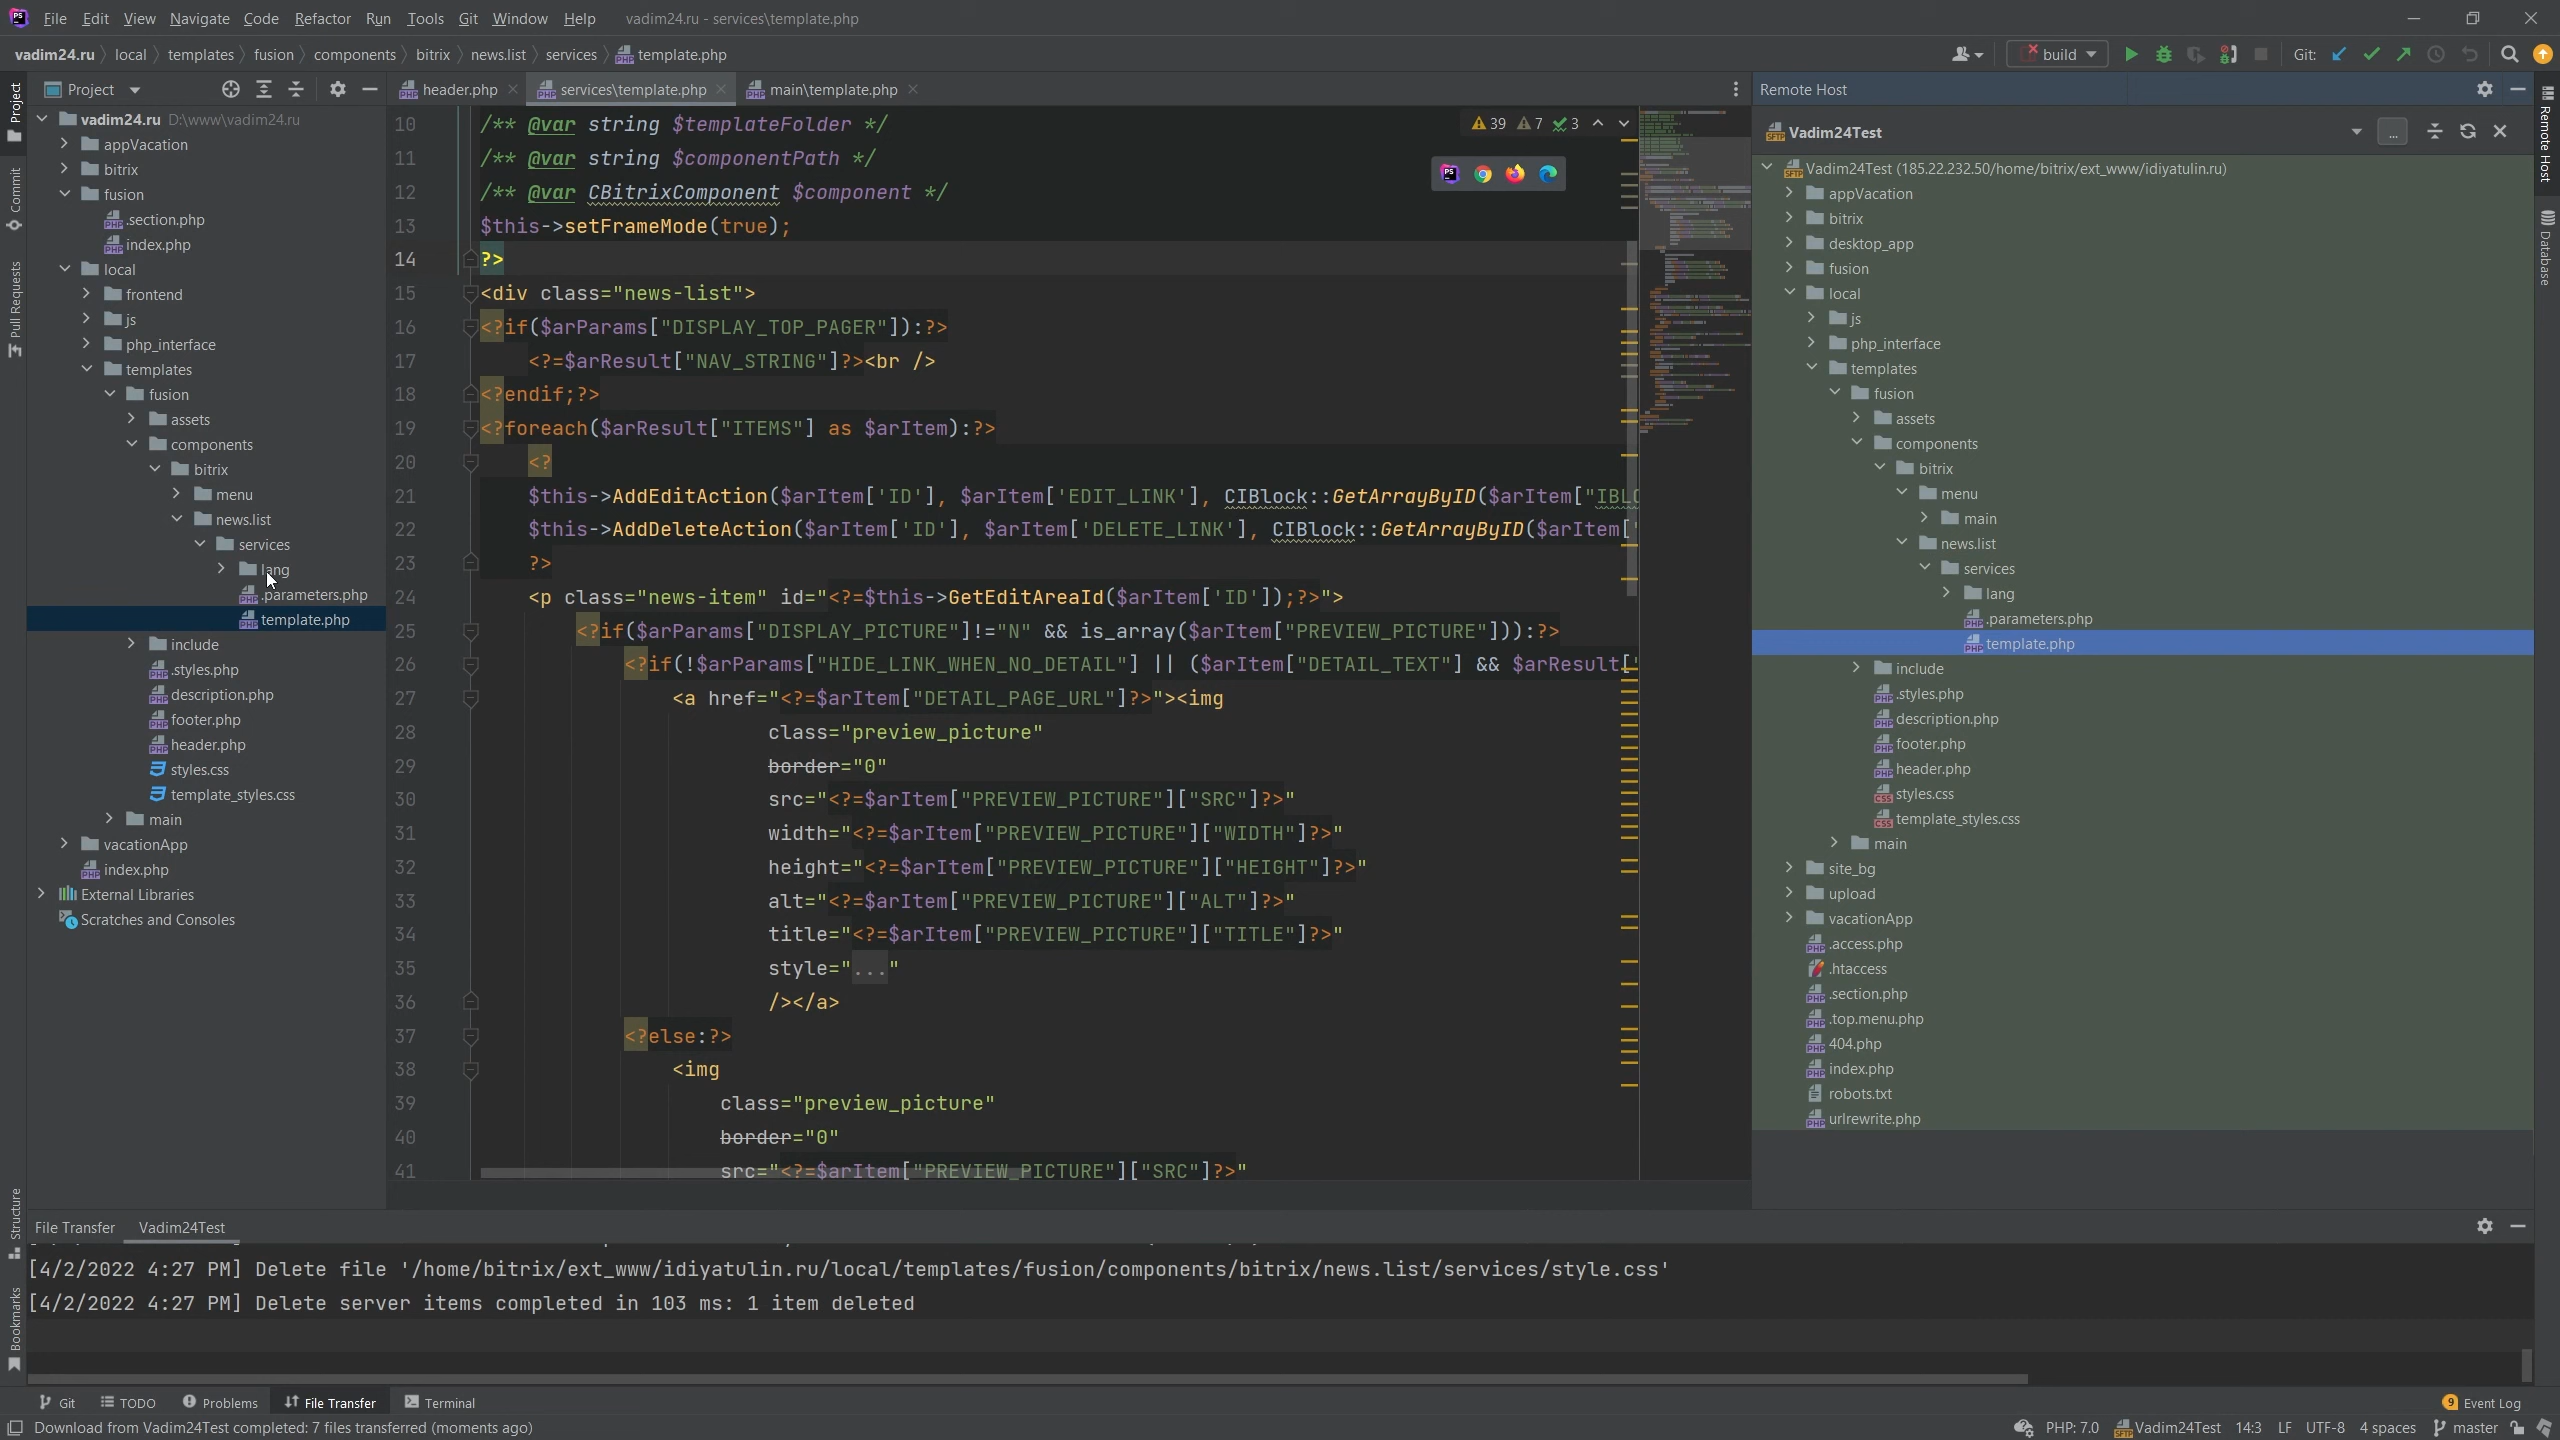 File Edit View Navigate Code Refactor Run Tools Git Window Help vadim24.ru - services\template.php
vadim24.ru local templates fusion components bitrix news.list services template.php build Git:
Project
header.php services\template.php main\template.php
Remote Host
Project
Commit
Pull Requests
Structure
Bookmarks
vadim24.ru D:\www\vadim24.ru
appVacation
bitrix
fusion
.section.php
index.php
local
frontend
js
php_interface
templates
fusion
assets
components
bitrix
menu
news.list
services
lang
.parameters.php
template.php
include
.styles.php
description.php
footer.php
header.php
styles.css
template_styles.css
main
vacationApp
index.php
External Libraries
Scratches and Consoles
39 7 3
10 /** @var string $templateFolder */
11 /** @var string $componentPath */
12 /** @var CBitrixComponent $component */
13 $this->setFrameMode(true);
14 ?>
15 <div class="news-list">
16 <?if($arParams["DISPLAY_TOP_PAGER"]):?>
17 <?=$arResult["NAV_STRING"]?><br />
18 <?endif;?>
19 <?foreach($arResult["ITEMS"] as $arItem):?>
20 <?
21 $this->AddEditAction($arItem['ID'], $arItem['EDIT_LINK'], CIBlock::GetArrayByID($arItem["IBLO
22 $this->AddDeleteAction($arItem['ID'], $arItem['DELETE_LINK'], CIBlock::GetArrayByID($arItem["
23 ?>
24 <p class="news-item" id="<?=$this->GetEditAreaId($arItem['ID']);?>">
25 <?if($arParams["DISPLAY_PICTURE"]!="N" && is_array($arItem["PREVIEW_PICTURE"])):?>
26 <?if(!$arParams["HIDE_LINK_WHEN_NO_DETAIL"] || ($arItem["DETAIL_TEXT"] && $arResult["
27 <a href="<?=$arItem["DETAIL_PAGE_URL"]?>"><img
28 class="preview_picture"
29 border="0"
30 src="<?=$arItem["PREVIEW_PICTURE"]["SRC"]?>"
31 width="<?=$arItem["PREVIEW_PICTURE"]["WIDTH"]?>"
32 height="<?=$arItem["PREVIEW_PICTURE"]["HEIGHT"]?>"
33 alt="<?=$arItem["PREVIEW_PICTURE"]["ALT"]?>"
34 title="<?=$arItem["PREVIEW_PICTURE"]["TITLE"]?>"
35 style="..."
36 /></a>
37 <?else:?>
38 <img
39 class="preview_picture"
40 border="0"
41 src="<?=$arItem["PREVIEW_PICTURE"]["SRC"]?>"
Vadim24Test
...
Vadim24Test (185.22.232.50/home/bitrix/ext_www/idiyatulin.ru)
appVacation
bitrix
desktop_app
fusion
local
js
php_interface
templates
fusion
assets
components
bitrix
menu
main
news.list
services
lang
.parameters.php
template.php
include
.styles.php
description.php
footer.php
header.php
styles.css
template_styles.css
main
site_bg
upload
vacationApp
.access.php
.htaccess
.section.php
.top.menu.php
404.php
index.php
robots.txt
urlrewrite.php
Remote Host
Database
File Transfer Vadim24Test
[4/2/2022 4:27 PM] Delete file '/home/bitrix/ext_www/idiyatulin.ru/local/templates/fusion/components/bitrix/news.list/services/style.css'
[4/2/2022 4:27 PM] Delete server items completed in 103 ms: 1 item deleted
Git TODO Problems File Transfer Terminal 9 Event Log
Download from Vadim24Test completed: 7 files transferred (moments ago) PHP: 7.0 Vadim24Test 14:3 LF UTF-8 4 spaces master